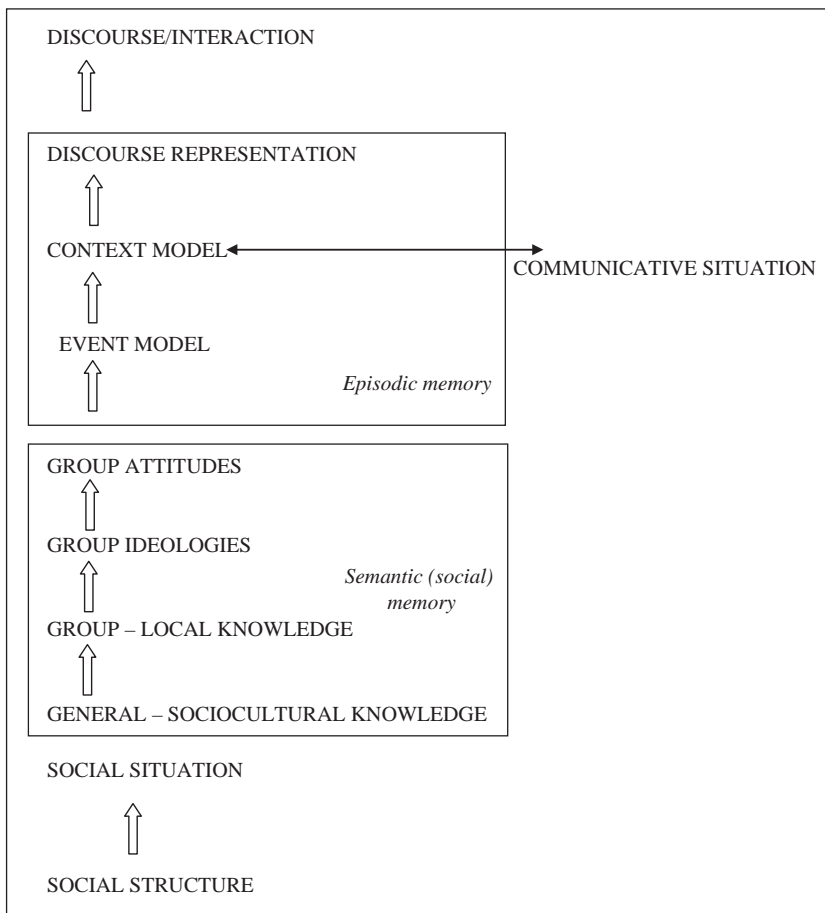 DISCOURSE/INTERACTION
DISCOURSE REPRESENTATION
CONTEXT MODEL
COMMUNICATIVE SITUATION
EVENT MODEL
Episodic memory
GROUP ATTITUDES
GROUP IDEOLOGIES
Semantic (social)
memory
GROUP – LOCAL KNOWLEDGE
GENERAL – SOCIOCULTURAL KNOWLEDGE
SOCIAL SITUATION
SOCIAL STRUCTURE